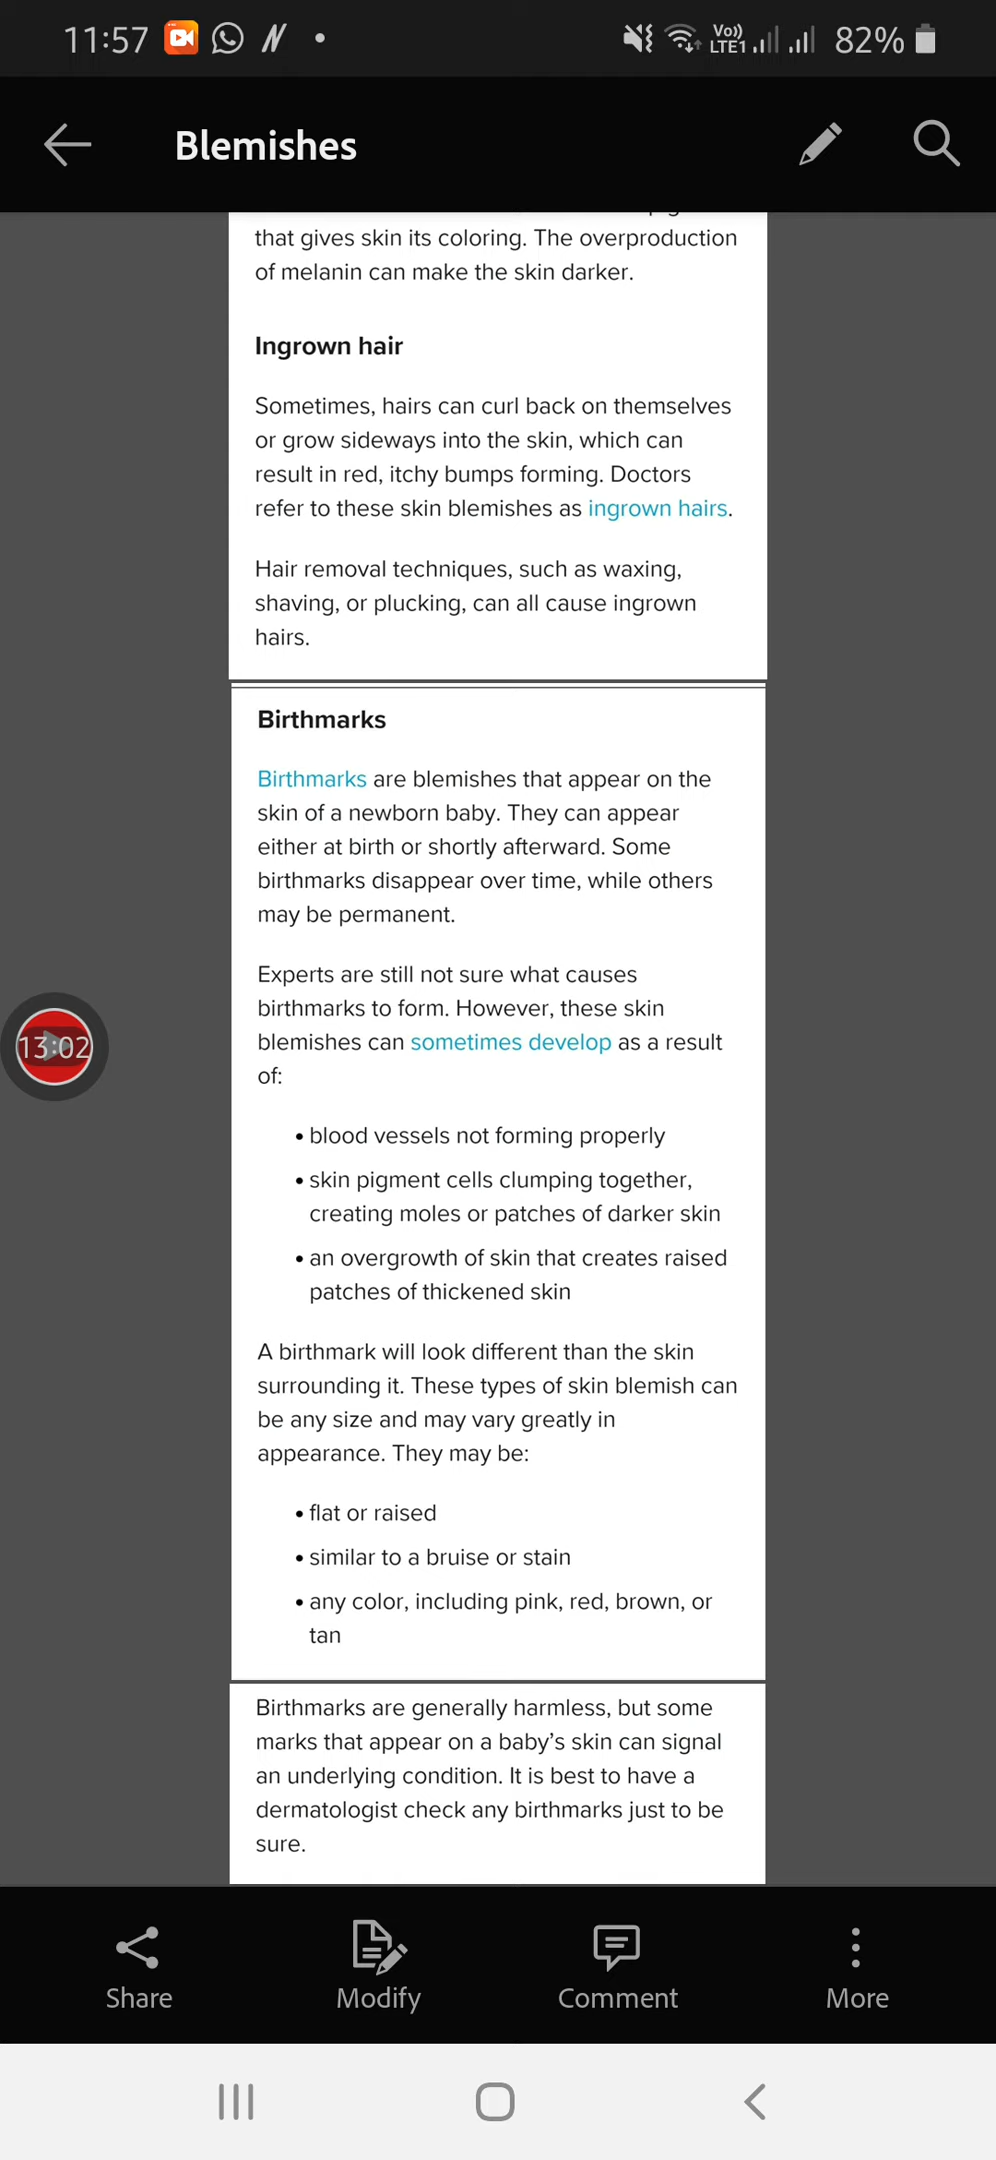 11:57
Vo))
LTE1
82%
Blemishes
that gives skin its coloring. The overproduction
of melanin can make the skin darker.
Ingrown hair
Sometimes, hairs can curl back on themselves
or grow sideways into the skin, which can
result in red, itchy bumps forming. Doctors
refer to these skin blemishes as ingrown hairs.
Hair removal techniques, such as waxing,
shaving, or plucking, can all cause ingrown
hairs.
Birthmarks
Birthmarks are blemishes that appear on the
skin of a newborn baby. They can appear
either at birth or shortly afterward. Some
birthmarks disappear over time, while others
may be permanent.
Experts are still not sure what causes
birthmarks to form. However, these skin
blemishes can sometimes develop as a result
of:
13:02
• blood vessels not forming properly
• skin pigment cells clumping together,
creating moles or patches of darker skin
• an overgrowth of skin that creates raised
patches of thickened skin
A birthmark will look different than the skin
surrounding it. These types of skin blemish can
be any size and may vary greatly in
appearance. They may be:
• flat or raised
• similar to a bruise or stain
• any color, including pink, red, brown, or
tan
Birthmarks are generally harmless, but some
marks that appear on a baby's skin can signal
an underlying condition. It is best to have a
dermatologist check any birthmarks just to be
sure.
Share
Modify
Comment
More